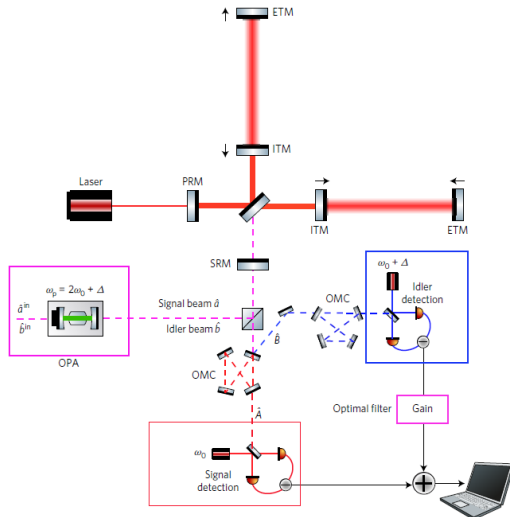 ETM
ITM
Laser
PRM
ITM
ETM
SRM
ωp = 2ω0 + Δ
âⁱⁿ
b̂ⁱⁿ
OPA
Signal beam â
Idler beam b̂
OMC
B̂
ω0 + Δ
Idler
detection
OMC
Â
Optimal filter
Gain
ω0
Signal
detection